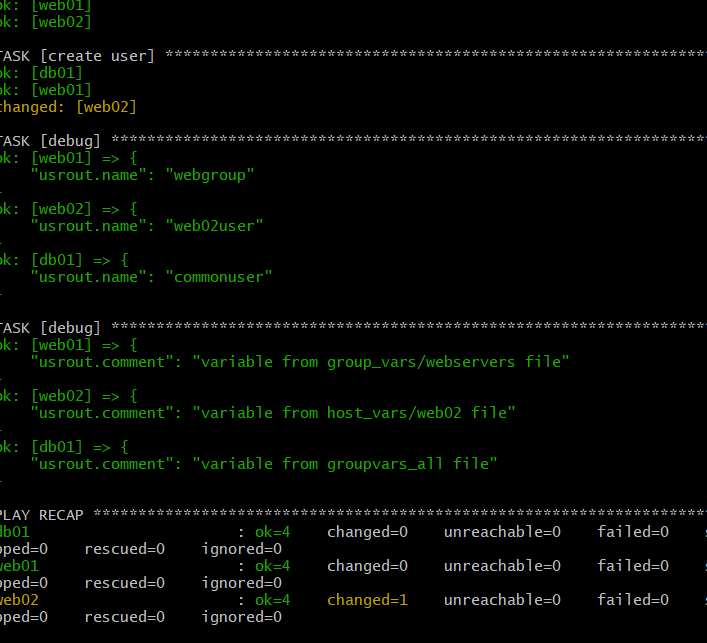 ok: [web01]
ok: [web02]
TASK [create user] ************************************************************
ok: [db01]
ok: [web01]
changed: [web02]
TASK [debug] ******************************************************************
ok: [web01] => {
"usrout.name": "webgroup"
}
ok: [web02] => {
"usrout.name": "web02user"
}
ok: [db01] => {
"usrout.name": "commonuser"
}
TASK [debug] ******************************************************************
ok: [web01] => {
"usrout.comment": "variable from group_vars/webservers file"
}
ok: [web02] => {
"usrout.comment": "variable from host_vars/web02 file"
}
ok: [db01] => {
"usrout.comment": "variable from groupvars_all file"
}
PLAY RECAP ********************************************************************
db01 : ok=4 changed=0 unreachable=0 failed=0 s
pped=0 rescued=0 ignored=0
web01 : ok=4 changed=0 unreachable=0 failed=0 s
pped=0 rescued=0 ignored=0
web02 : ok=4 changed=1 unreachable=0 failed=0 s
pped=0 rescued=0 ignored=0